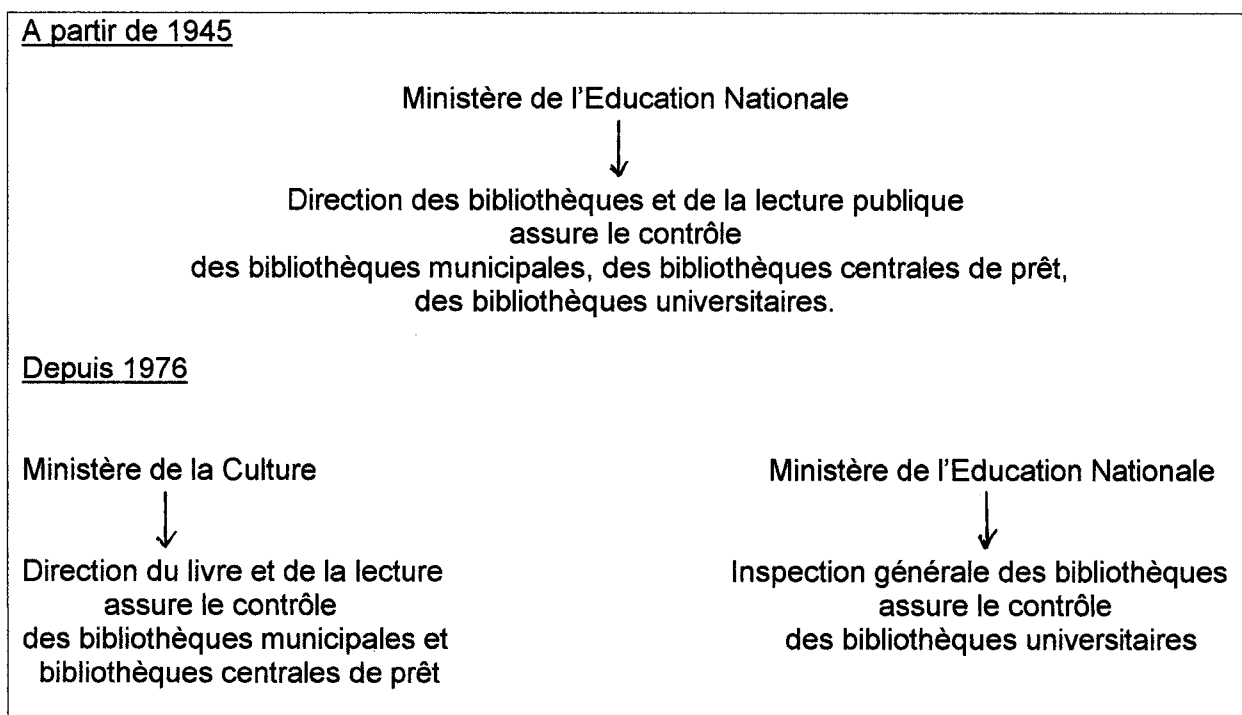 A partir de 1945
Ministère de l'Education Nationale
Direction des bibliothèques et de la lecture publique
assure le contrôle
des bibliothèques municipales, des bibliothèques centrales de prêt,
des bibliothèques universitaires.
Depuis 1976
Ministère de la Culture
Direction du livre et de la lecture
assure le contrôle
des bibliothèques municipales et
bibliothèques centrales de prêt
Ministère de l'Education Nationale
Inspection générale des bibliothèques
assure le contrôle
des bibliothèques universitaires